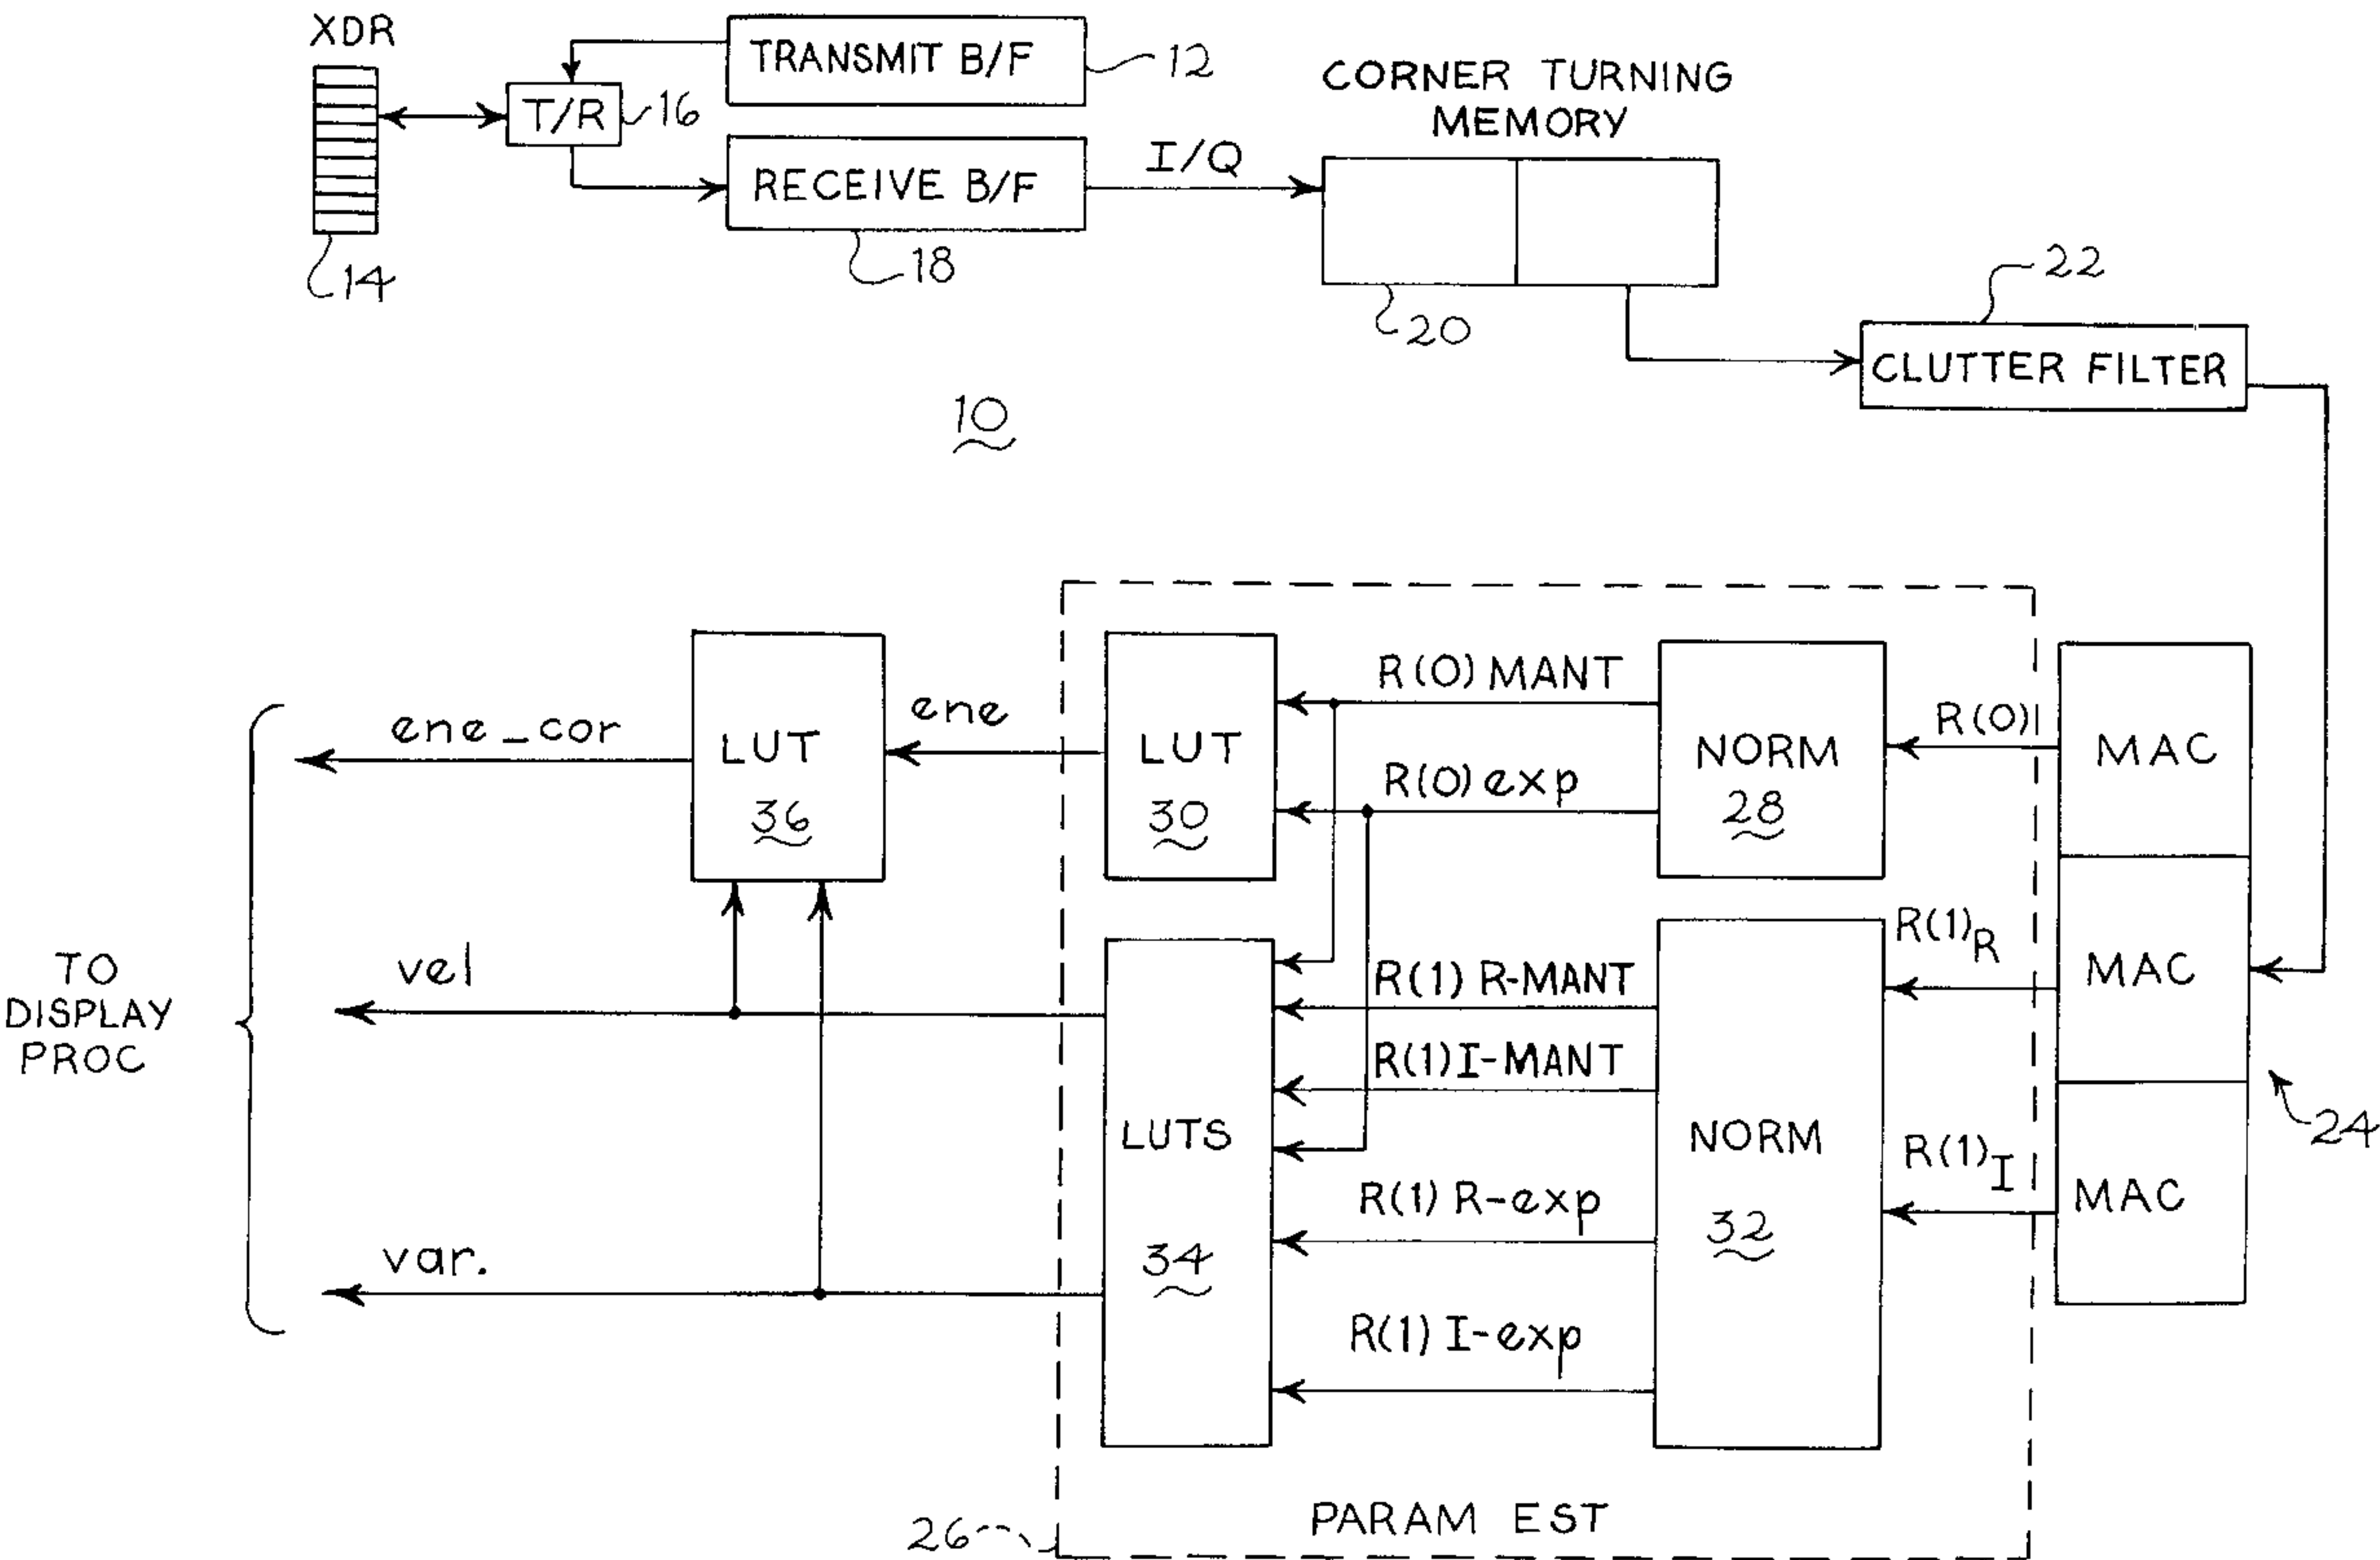 XDR
TRANSMIT B/F
12
CORNER TURNING
MEMORY
T/R
16
I/Q
RECEIVE B/F
14
18
20
22
CLUTTER FILTER
10
R(0) MANT
ene
R(0)
ene_cor
LUT
36
LUT
30
R(0) exp
NORM
28
MAC
R(1)R
vel
R(1) R-MANT
MAC
TO
DISPLAY
PROC
R(1) I-MANT
LUTS
34
NORM
32
R(1)I
24
MAC
R(1) R-exp
var.
R(1) I-exp
PARAM EST
26